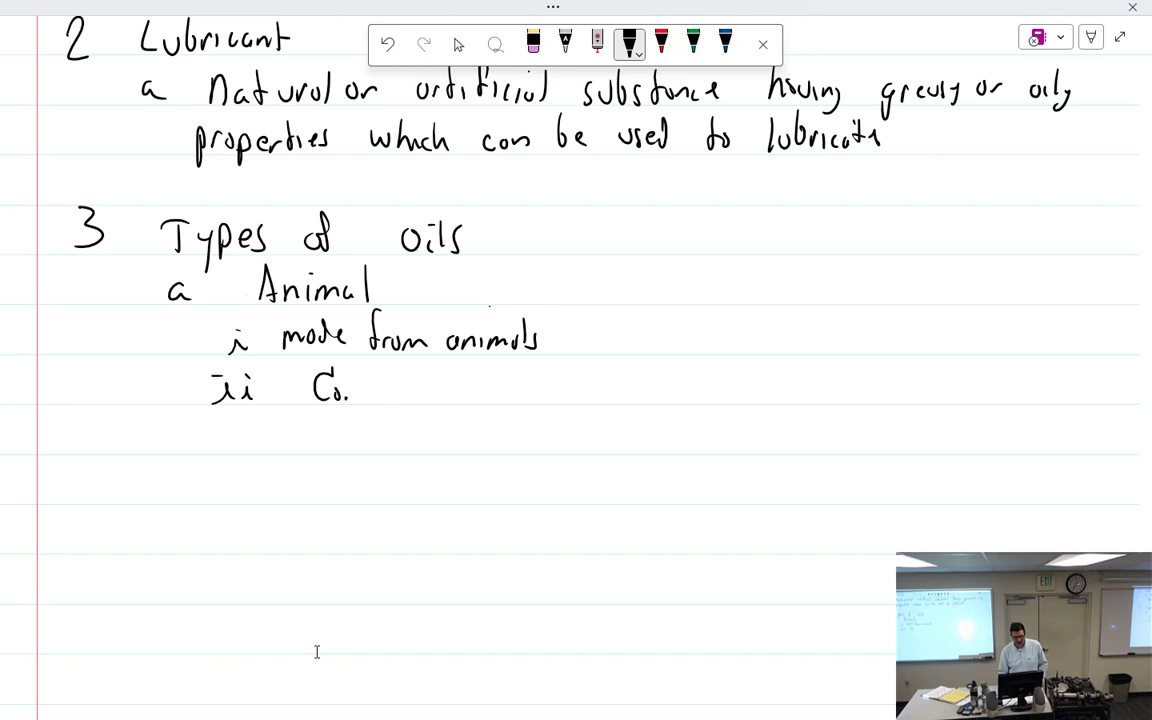 2 Lubricant
a Natural or artificial substance having greasy or oily
properties which can be used to lubricate
3 Types of oils
a Animal
i made from animals
ii Co.
EXIT